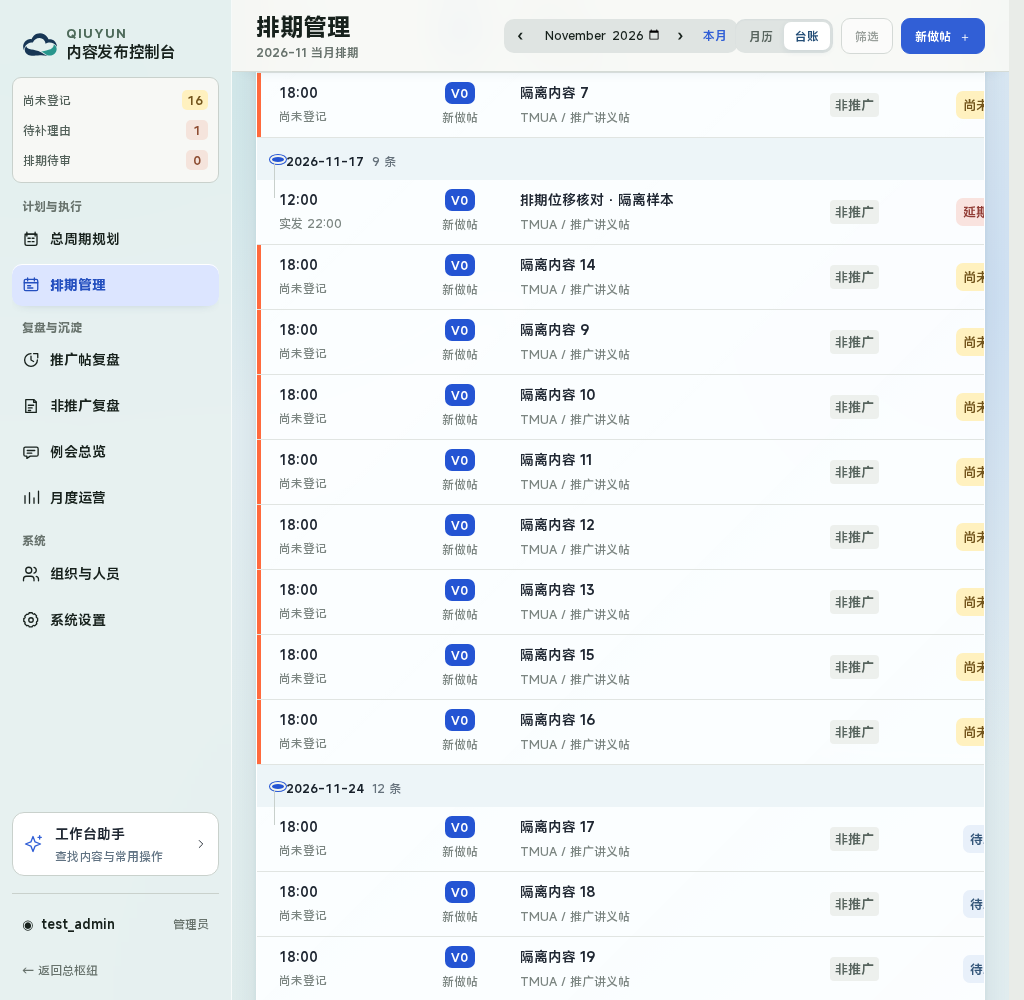 QIUYUN
内容发布控制台
尚未登记 16
待补理由 1
排期待审 0
计划与执行
总周期规划
排期管理
复盘与沉淀
推广帖复盘
非推广复盘
例会总览
月度运营
系统
组织与人员
系统设置
工作台助手
查找内容与常用操作
test_admin 管理员
← 返回总枢纽
排期管理
2026-11 当月排期
‹ November 2026 › 本月 月历 台账 筛选 新做帖 +
18:00 V0 隔离内容 7 非推广 尚未
尚未登记 新做帖 TMUA / 推广讲义帖
2026-11-17 9 条
12:00 V0 排期位移核对 · 隔离样本 非推广 延期
实发 22:00 新做帖 TMUA / 推广讲义帖
18:00 V0 隔离内容 14 非推广 尚未
尚未登记 新做帖 TMUA / 推广讲义帖
18:00 V0 隔离内容 9 非推广 尚未
尚未登记 新做帖 TMUA / 推广讲义帖
18:00 V0 隔离内容 10 非推广 尚未
尚未登记 新做帖 TMUA / 推广讲义帖
18:00 V0 隔离内容 11 非推广 尚未
尚未登记 新做帖 TMUA / 推广讲义帖
18:00 V0 隔离内容 12 非推广 尚未
尚未登记 新做帖 TMUA / 推广讲义帖
18:00 V0 隔离内容 13 非推广 尚未
尚未登记 新做帖 TMUA / 推广讲义帖
18:00 V0 隔离内容 15 非推广 尚未
尚未登记 新做帖 TMUA / 推广讲义帖
18:00 V0 隔离内容 16 非推广 尚未
尚未登记 新做帖 TMUA / 推广讲义帖
2026-11-24 12 条
18:00 V0 隔离内容 17 非推广 待
尚未登记 新做帖 TMUA / 推广讲义帖
18:00 V0 隔离内容 18 非推广 待
尚未登记 新做帖 TMUA / 推广讲义帖
18:00 V0 隔离内容 19 非推广 待
尚未登记 新做帖 TMUA / 推广讲义帖